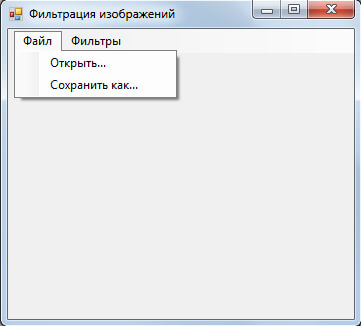 Фильтрация изображений
Файл Фильтры
Открыть...
Сохранить как...